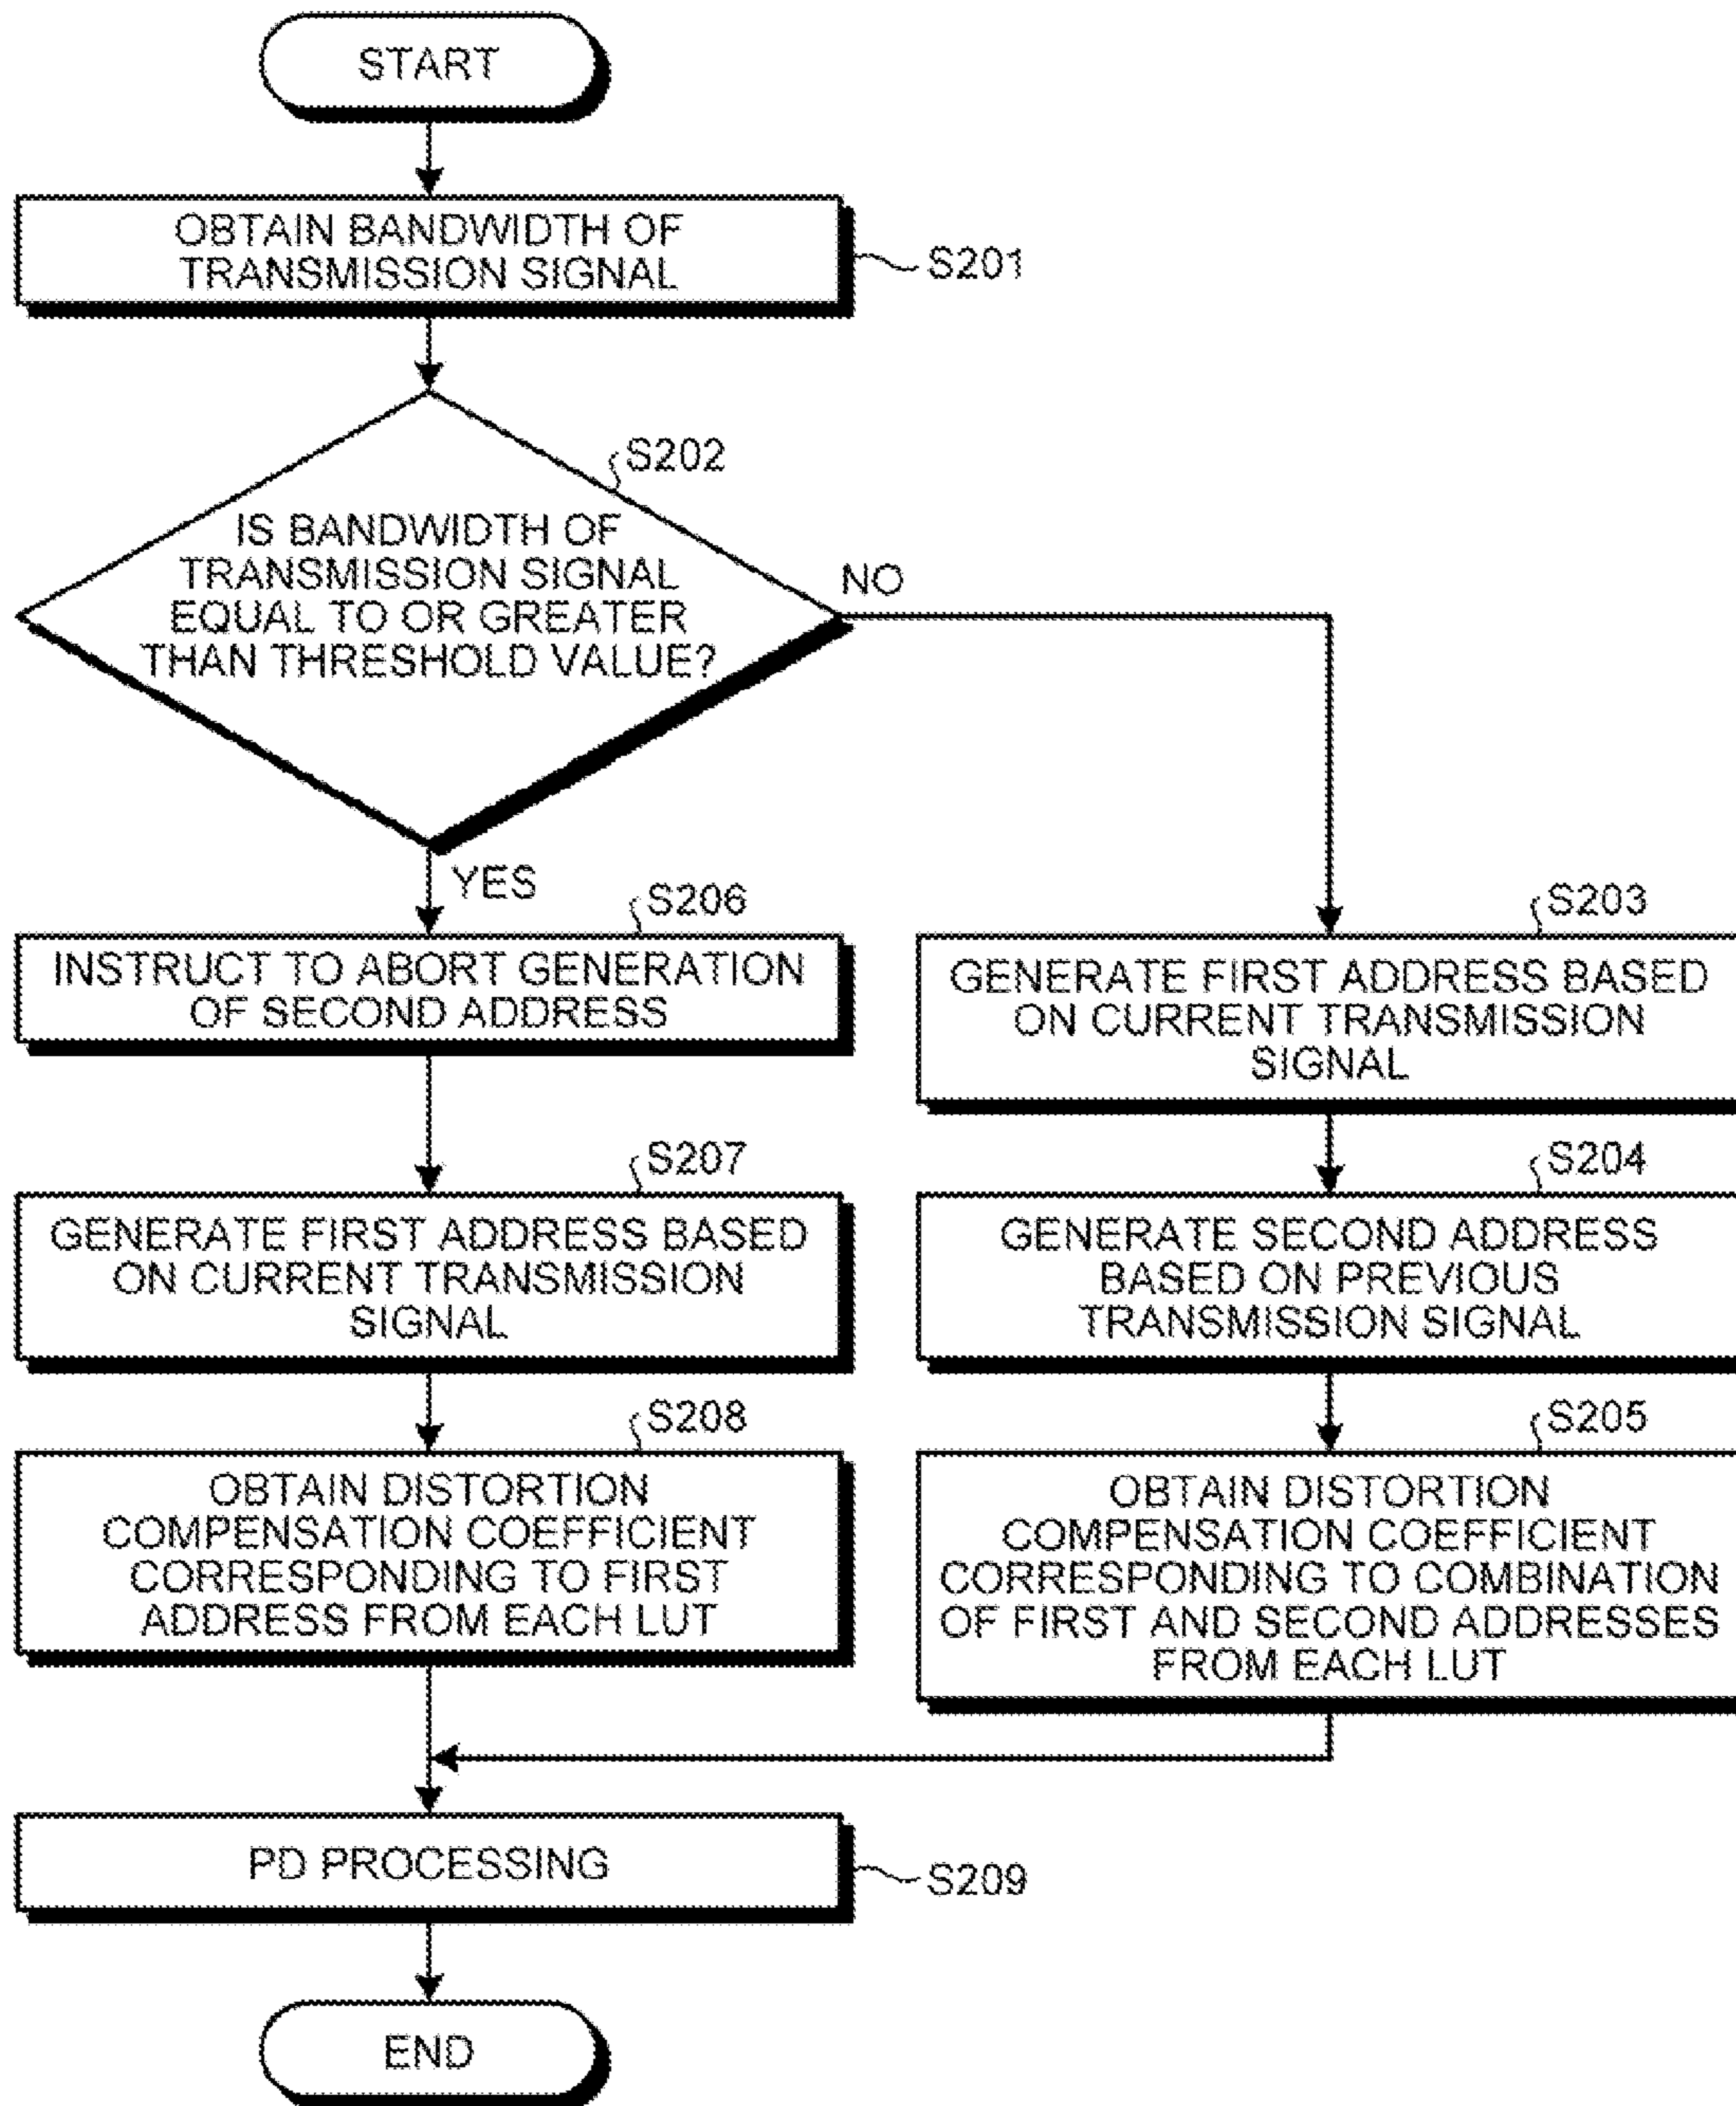 START
OBTAIN BANDWIDTH OF
TRANSMISSION SIGNAL
S201
S202
IS BANDWIDTH OF
TRANSMISSION SIGNAL
EQUAL TO OR GREATER
THAN THRESHOLD VALUE?
NO
YES
S206
INSTRUCT TO ABORT GENERATION
OF SECOND ADDRESS
S203
GENERATE FIRST ADDRESS BASED
ON CURRENT TRANSMISSION
SIGNAL
S207
GENERATE FIRST ADDRESS BASED
ON CURRENT TRANSMISSION
SIGNAL
S204
GENERATE SECOND ADDRESS
BASED ON PREVIOUS
TRANSMISSION SIGNAL
S208
OBTAIN DISTORTION
COMPENSATION COEFFICIENT
CORRESPONDING TO FIRST
ADDRESS FROM EACH LUT
S205
OBTAIN DISTORTION
COMPENSATION COEFFICIENT
CORRESPONDING TO COMBINATION
OF FIRST AND SECOND ADDRESSES
FROM EACH LUT
PD PROCESSING
S209
END